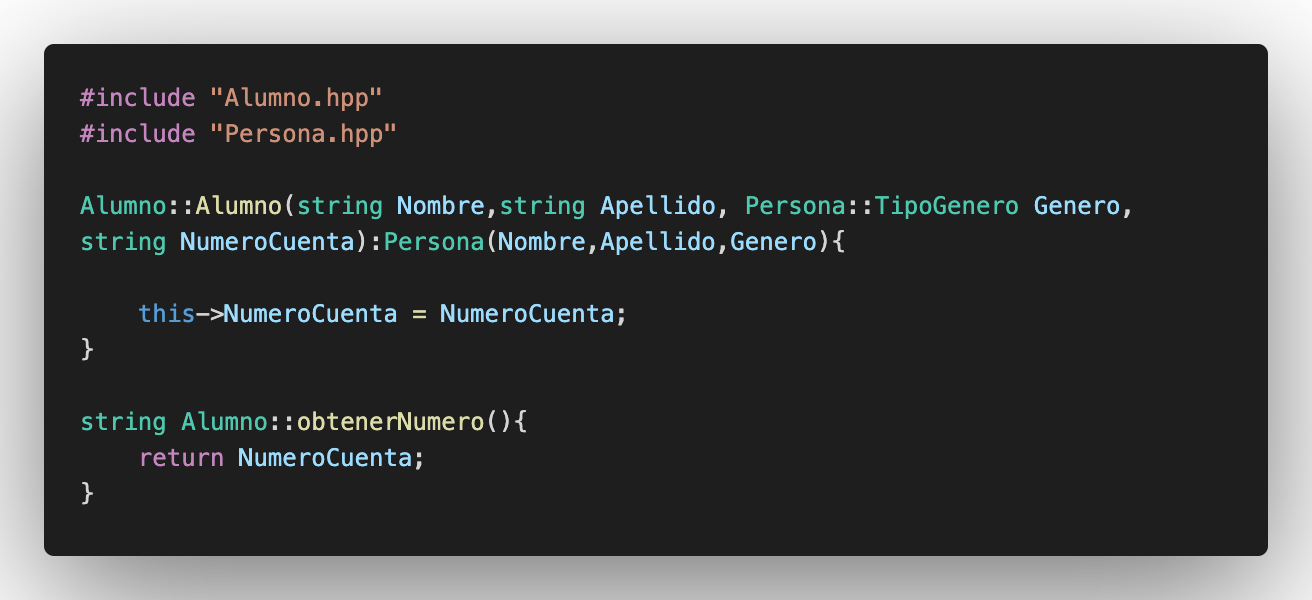 #include "Alumno.hpp"
#include "Persona.hpp"
Alumno::Alumno(string Nombre,string Apellido, Persona::TipoGenero Genero,
string NumeroCuenta):Persona(Nombre,Apellido,Genero){
this->NumeroCuenta = NumeroCuenta;
}
string Alumno::obtenerNumero(){
return NumeroCuenta;
}